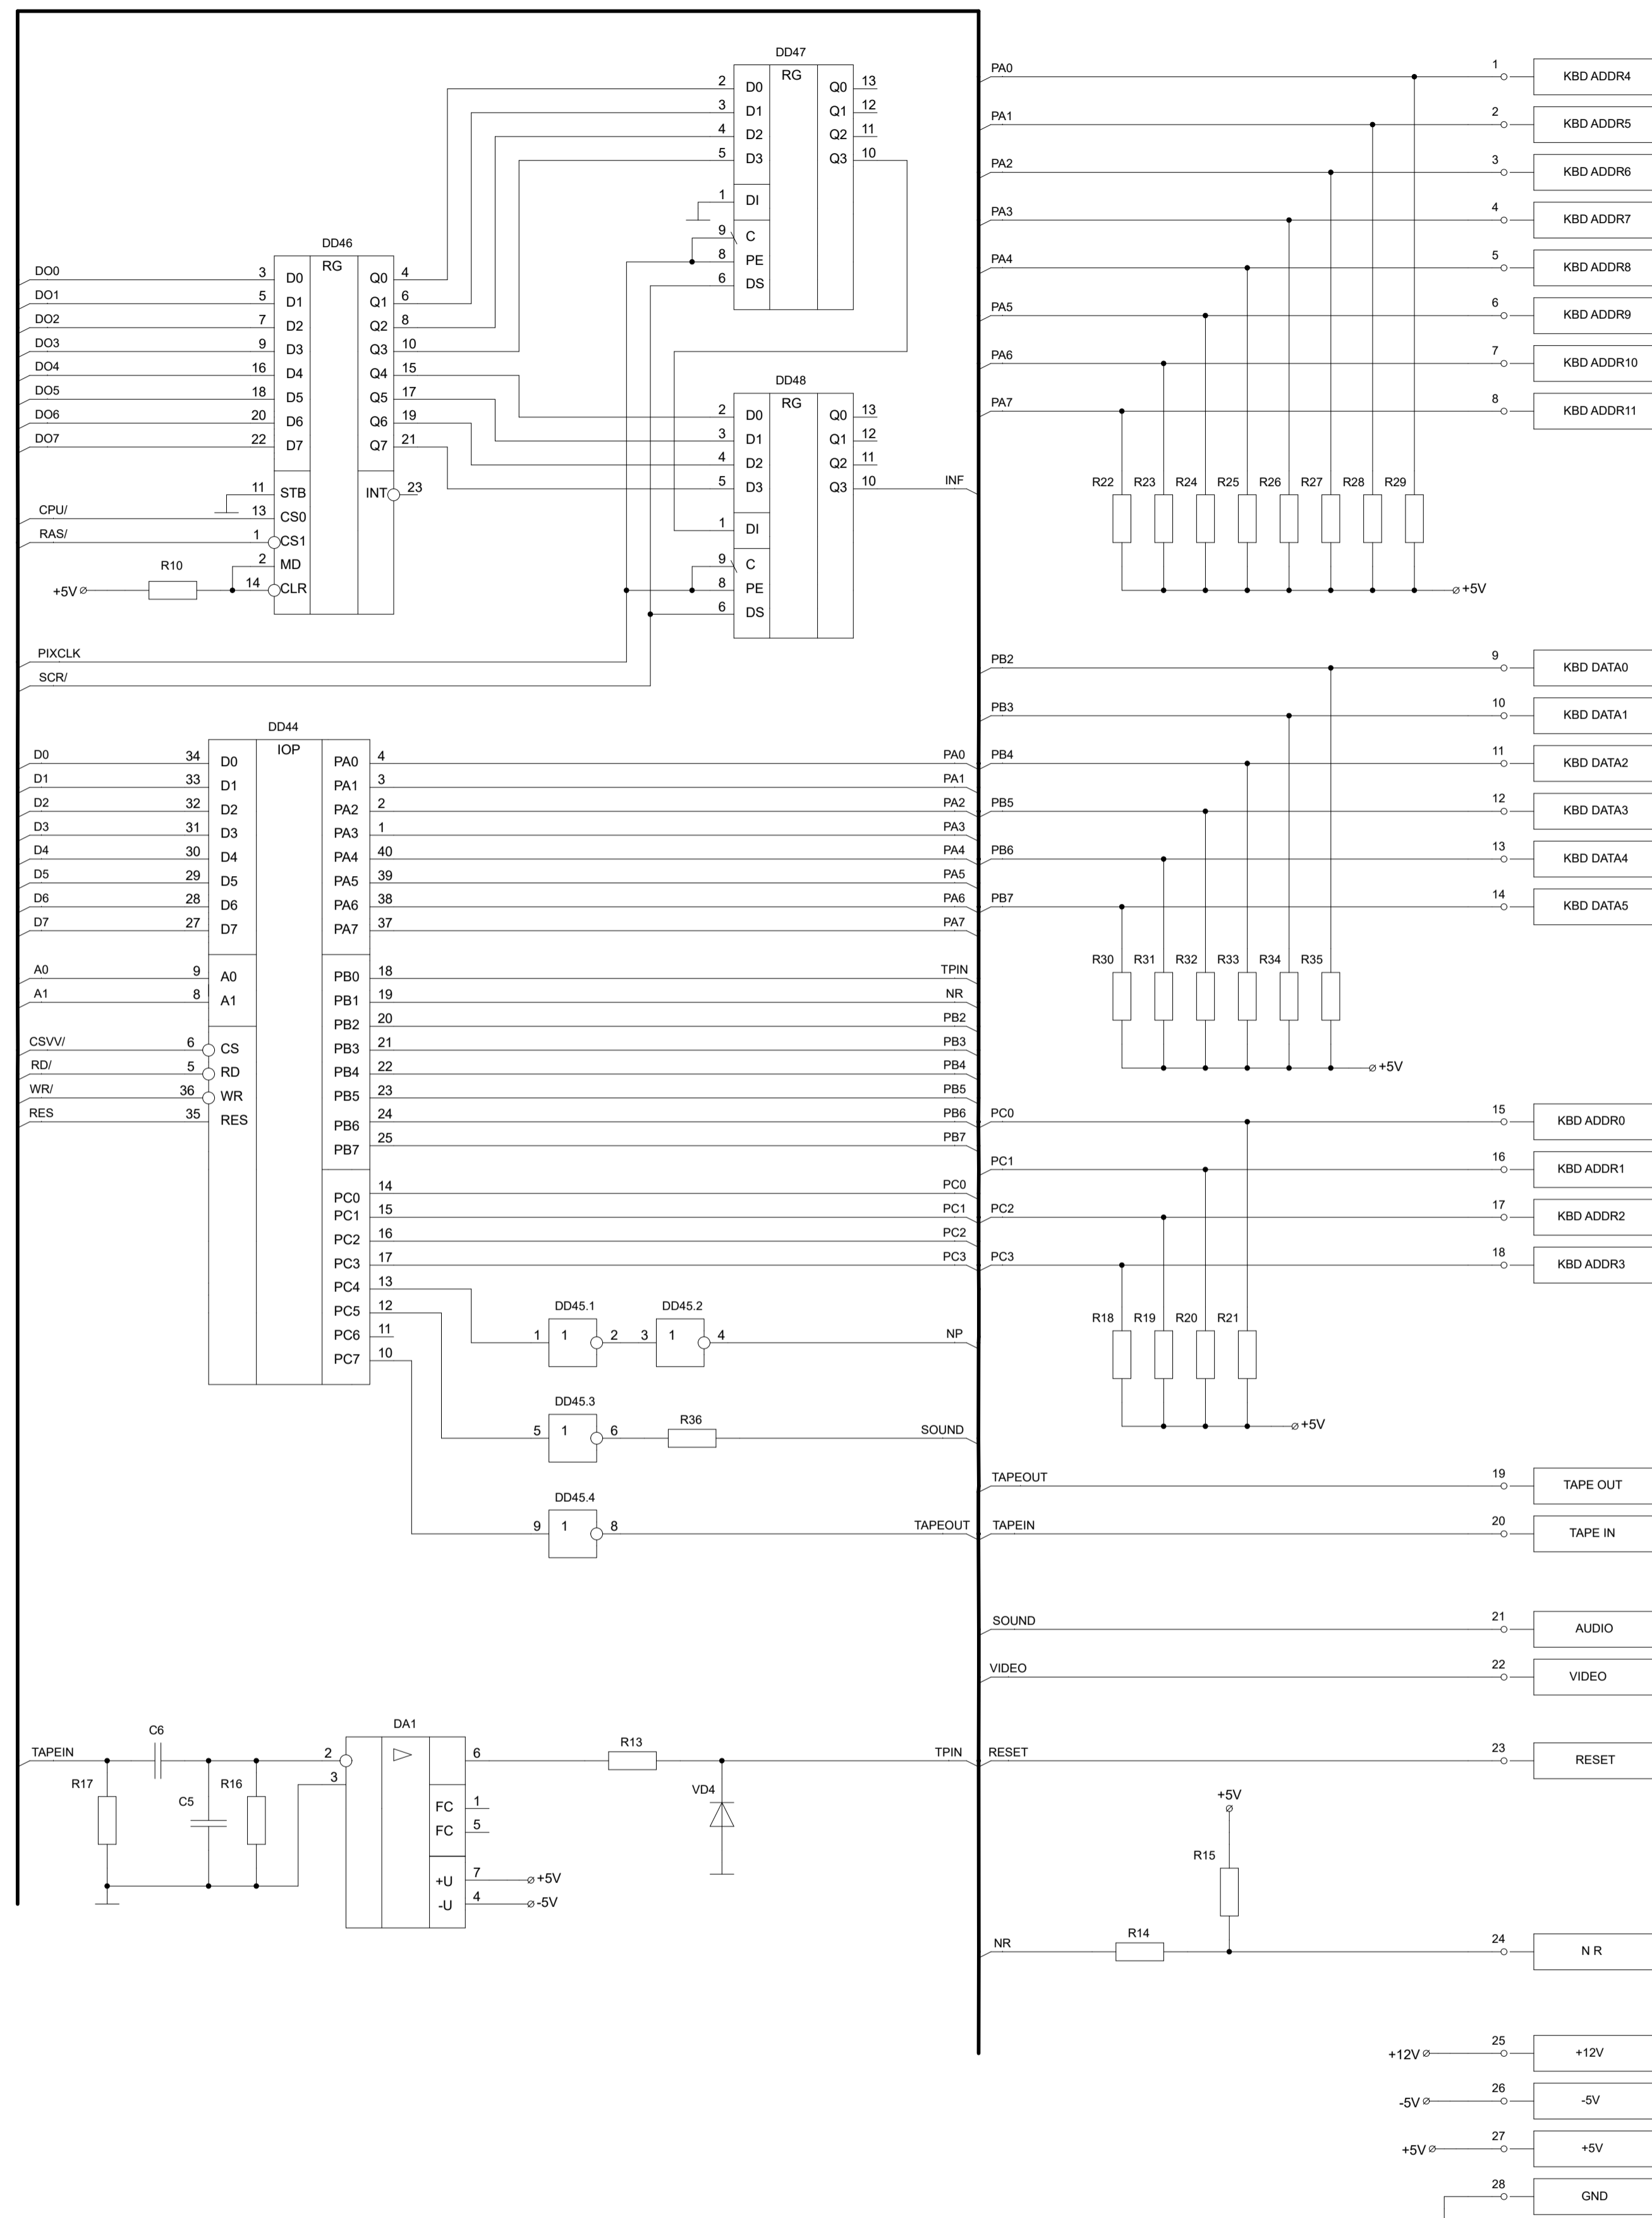 DD47
RG
2 D0 Q0 13
3 D1 Q1 12
4 D2 Q2 11
5 D3 Q3 10
1 DI
9 C
8 PE
6 DS
DD46
RG
DO0 3 D0 Q0 4
DO1 5 D1 Q1 6
DO2 7 D2 Q2 8
DO3 9 D3 Q3 10
DO4 16 D4 Q4 15
DO5 18 D5 Q5 17
DO6 20 D6 Q6 19
DO7 22 D7 Q7 21
11 STB INT 23
CPU/ 13 CS0
RAS/ 1 CS1
2 MD
+5V R10 14 CLR
PIXCLK
SCR/
DD48
RG
2 D0 Q0 13
3 D1 Q1 12
4 D2 Q2 11
5 D3 Q3 10 INF
1 DI
9 C
8 PE
6 DS
DD44
IOP
D0 34 D0 PA0 4 PA0
D1 33 D1 PA1 3 PA1
D2 32 D2 PA2 2 PA2
D3 31 D3 PA3 1 PA3
D4 30 D4 PA4 40 PA4
D5 29 D5 PA5 39 PA5
D6 28 D6 PA6 38 PA6
D7 27 D7 PA7 37 PA7
A0 9 A0 PB0 18 TPIN
A1 8 A1 PB1 19 NR
PB2 20 PB2
CSVV/ 6 CS PB3 21 PB3
RD/ 5 RD PB4 22 PB4
WR/ 36 WR PB5 23 PB5
RES 35 RES PB6 24 PB6
PB7 25 PB7
PC0 14 PC0
PC1 15 PC1
PC2 16 PC2
PC3 17 PC3
PC4 13
PC5 12
PC6 11
PC7 10
DD45.1 DD45.2
1 1 2 3 1 4 NP
DD45.3
5 1 6 R36 SOUND
DD45.4
9 1 8 TAPEOUT
TAPEIN C6
R17 C5 R16
DA1
2 6 R13 TPIN
3
VD4
FC 1
FC 5
+U 7 +5V
-U 4 -5V
PA0 1 KBD ADDR4
PA1 2 KBD ADDR5
PA2 3 KBD ADDR6
PA3 4 KBD ADDR7
PA4 5 KBD ADDR8
PA5 6 KBD ADDR9
PA6 7 KBD ADDR10
PA7 8 KBD ADDR11
R22 R23 R24 R25 R26 R27 R28 R29
+5V
PB2 9 KBD DATA0
PB3 10 KBD DATA1
PB4 11 KBD DATA2
PB5 12 KBD DATA3
PB6 13 KBD DATA4
PB7 14 KBD DATA5
R30 R31 R32 R33 R34 R35
+5V
PC0 15 KBD ADDR0
PC1 16 KBD ADDR1
PC2 17 KBD ADDR2
PC3 18 KBD ADDR3
R18 R19 R20 R21
+5V
TAPEOUT 19 TAPE OUT
TAPEIN 20 TAPE IN
SOUND 21 AUDIO
VIDEO 22 VIDEO
RESET 23 RESET
+5V
R15
NR R14 24 N R
+12V 25 +12V
-5V 26 -5V
+5V 27 +5V
28 GND